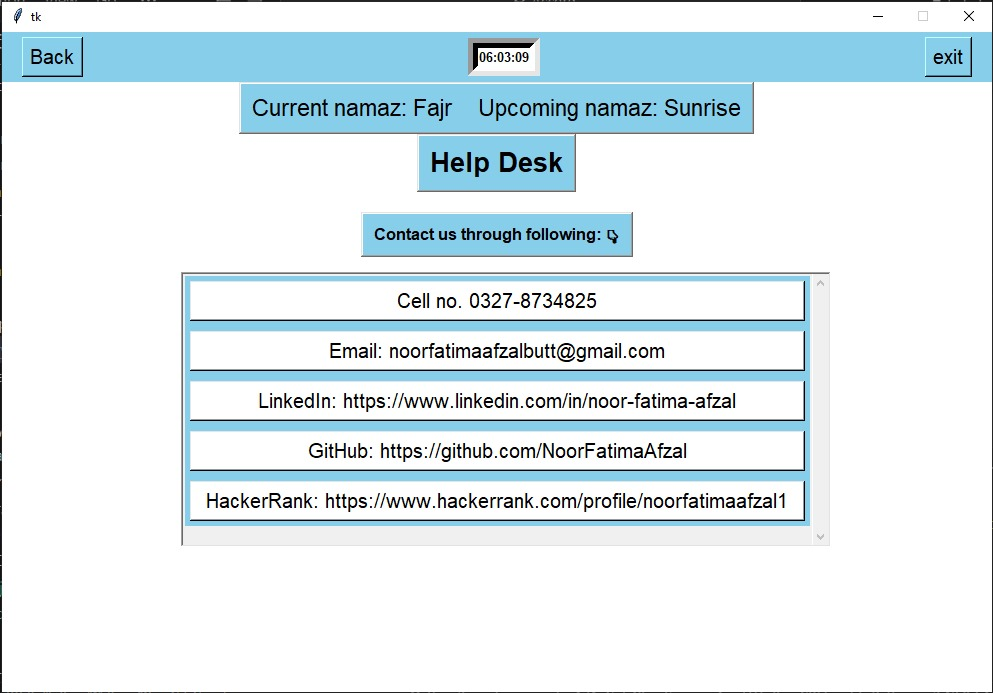 tk
Back
06:03:09
exit
Current namaz: Fajr Upcoming namaz: Sunrise
Help Desk
Contact us through following:
Cell no. 0327-8734825
Email: noorfatimaafzalbutt@gmail.com
LinkedIn: https://www.linkedin.com/in/noor-fatima-afzal
GitHub: https://github.com/NoorFatimaAfzal
HackerRank: https://www.hackerrank.com/profile/noorfatimaafzal1